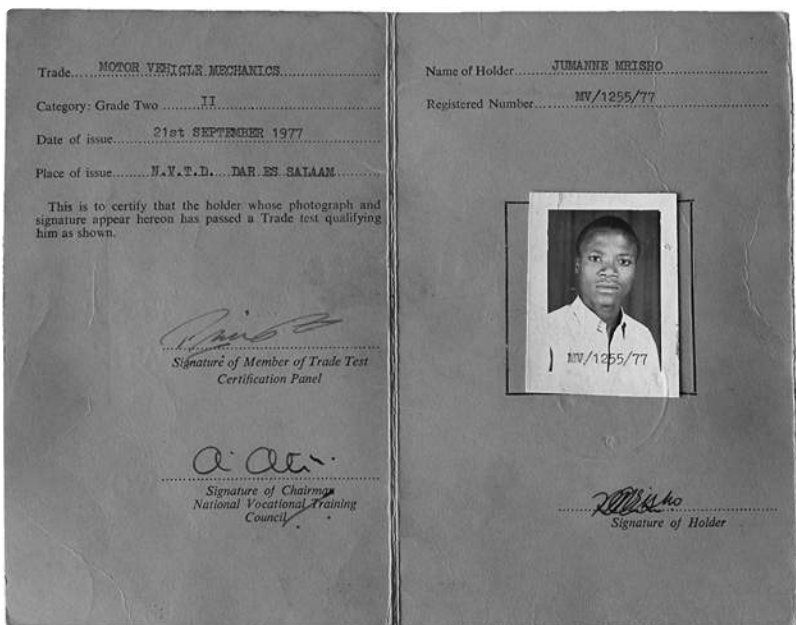 Trade....MOTOR VEHICLE MECHANICS....
Category: Grade Two....II....
Date of issue....21st SEPTEMBER 1977....
Place of issue....N.V.T.D. DAR ES SALAAM....
This is to certify that the holder whose photograph and
signature appear hereon has passed a Trade test qualifying
him as shown.
Signature of Member of Trade Test
Certification Panel
Signature of Chairman
National Vocational Training
Council
Name of Holder....JUMANNE MRISHO....
Registered Number....MV/1255/77....
MV/1255/77
Signature of Holder